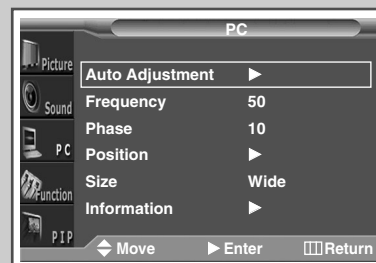 PC
Picture
Sound
PC
Function
PIP
Auto Adjustment ▶
Frequency 50
Phase 10
Position ▶
Size Wide
Information ▶
Move ▶ Enter Return